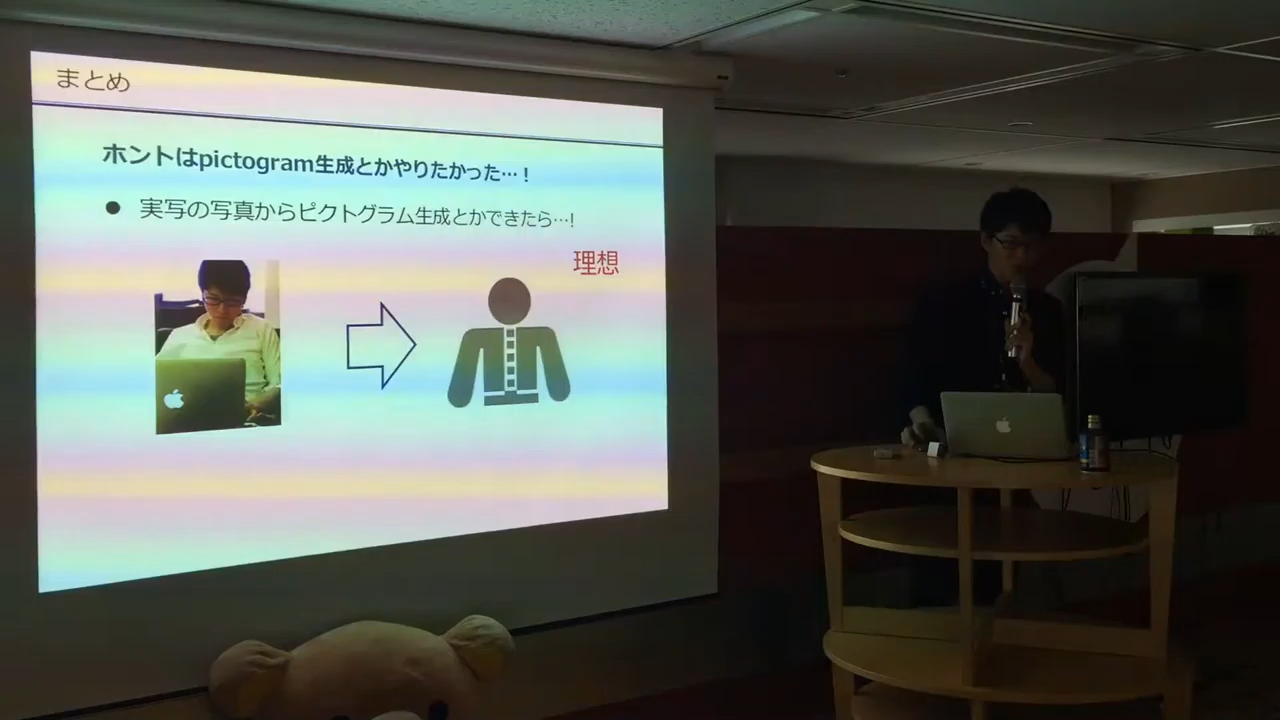 まとめ
ホントはpictogram生成とかやりたかった…！
● 実写の写真からピクトグラム生成とかできたら…!
理想